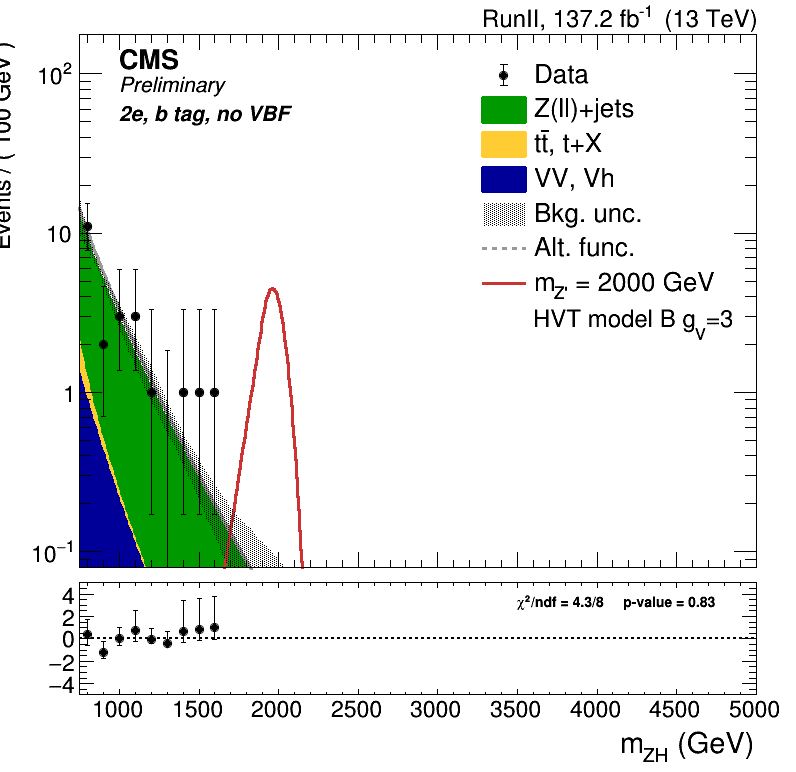 RunII, 137.2 fb⁻¹ (13 TeV)
CMS
Preliminary
2e, b tag, no VBF
Data
Z(ll)+jets
tt̄, t+X
VV, Vh
Bkg. unc.
Alt. func.
m_Z' = 2000 GeV
HVT model B g_V=3
Events / ( 100 GeV )
10²
10
1
10⁻¹
χ²/ndf = 4.3/8 p-value = 0.83
4
2
0
−2
−4
1000 1500 2000 2500 3000 3500 4000 4500 5000
m_ZH (GeV)